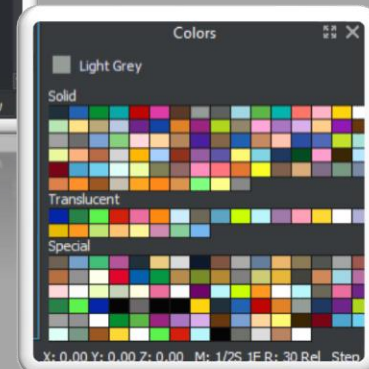 Colors
Light Grey
Solid
Translucent
Special
X: 0.00 Y: 0.00 Z: 0.00 M: 1/2S 1F R: 30 Rel Step